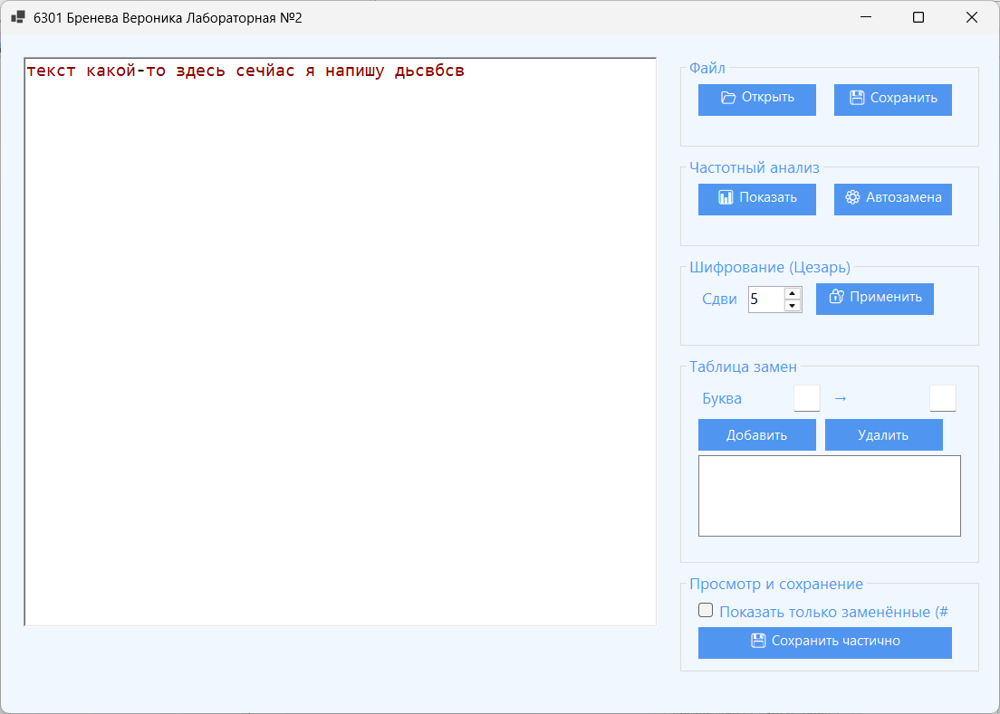 6301 Бренева Вероника Лабораторная №2
текст какой-то здесь сечйас я напишу дьсвбсв
Файл
Открыть
Сохранить
Частотный анализ
Показать
Автозамена
Шифрование (Цезарь)
Сдви 5 Применить
Таблица замен
Буква →
Добавить
Удалить
Просмотр и сохранение
Показать только заменённые (#
Сохранить частично